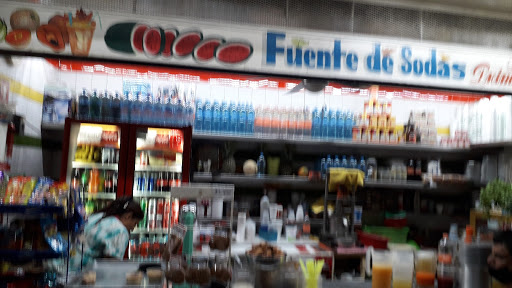 Fuente de Sodas